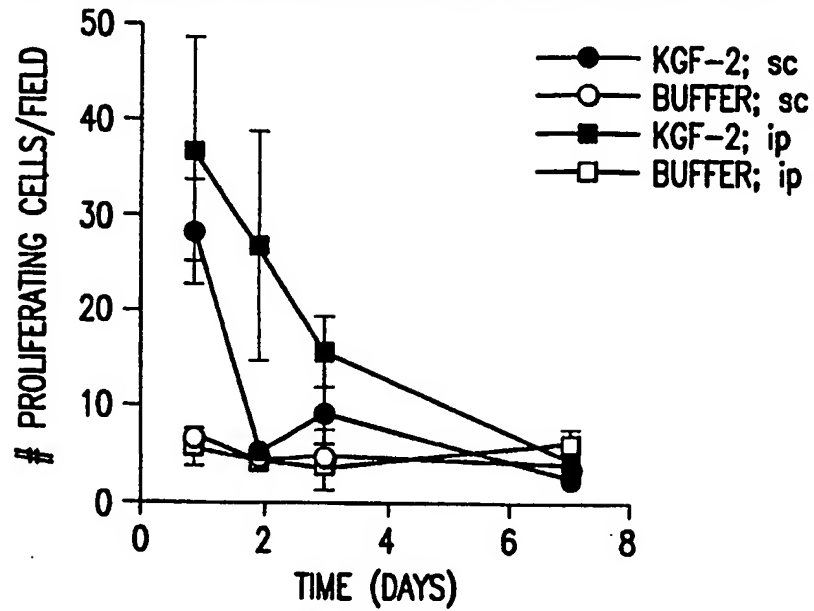 50
40
30
20
10
0
# PROLIFERATING CELLS/FIELD
KGF-2; sc
BUFFER; sc
KGF-2; ip
BUFFER; ip
0 2 4 6 8
TIME (DAYS)